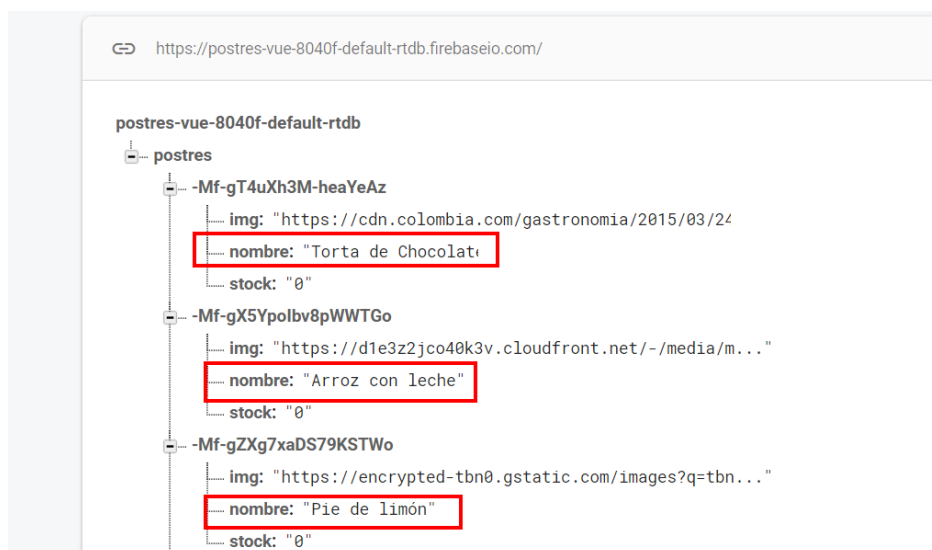 https://postres-vue-8040f-default-rtdb.firebaseio.com/
postres-vue-8040f-default-rtdb
postres
-Mf-gT4uXh3M-heaYeAz
img: "https://cdn.colombia.com/gastronomia/2015/03/24
nombre: "Torta de Chocolate
stock: "0"
-Mf-gX5Ypolbv8pWWTGo
img: "https://d1e3z2jco40k3v.cloudfront.net/-/media/m..."
nombre: "Arroz con leche"
stock: "0"
-Mf-gZXg7xaDS79KSTWo
img: "https://encrypted-tbn0.gstatic.com/images?q=tbn..."
nombre: "Pie de limón"
stock: "0"